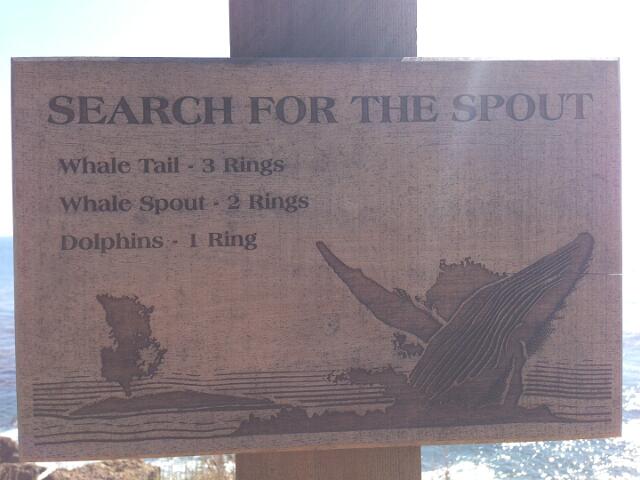 SEARCH FOR THE SPOUT
Whale Tail - 3 Rings
Whale Spout - 2 Rings
Dolphins - 1 Ring